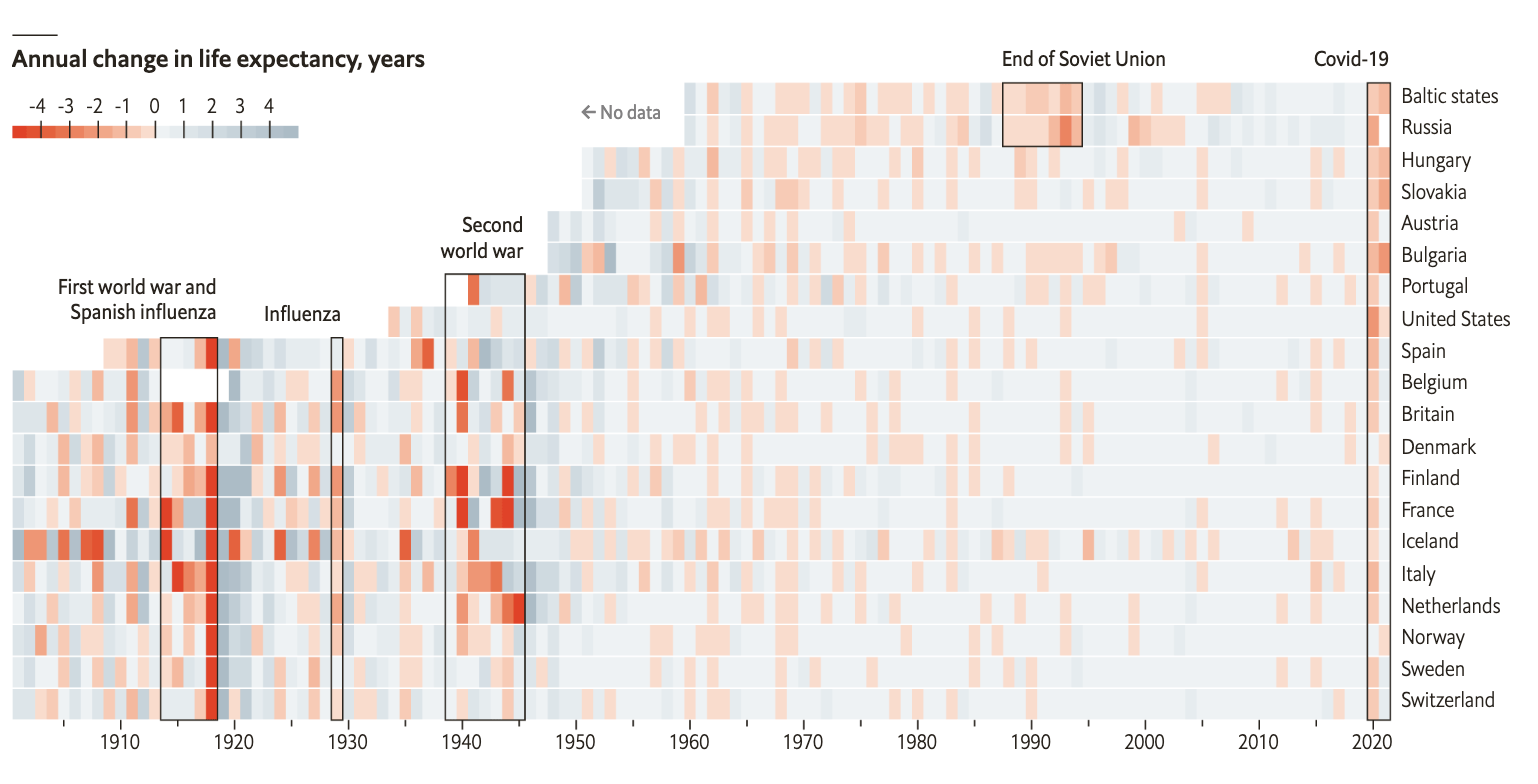 Annual change in life expectancy, years
-4 -3 -2 -1 0 1 2 3 4
End of Soviet Union
Covid-19
← No data
Second
world war
First world war and
Spanish influenza
Influenza
Baltic states
Russia
Hungary
Slovakia
Austria
Bulgaria
Portugal
United States
Spain
Belgium
Britain
Denmark
Finland
France
Iceland
Italy
Netherlands
Norway
Sweden
Switzerland
1910 1920 1930 1940 1950 1960 1970 1980 1990 2000 2010 2020